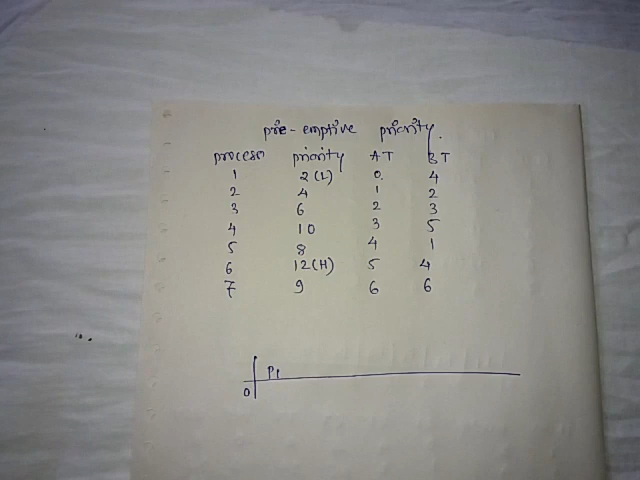 pre-emptive priority.
process priority AT BT
1 2(L) 0 4
2 4 1 2
3 6 2 3
4 10 3 5
5 8 4 1
6 12(H) 5 4
7 9 6 6
P1
0